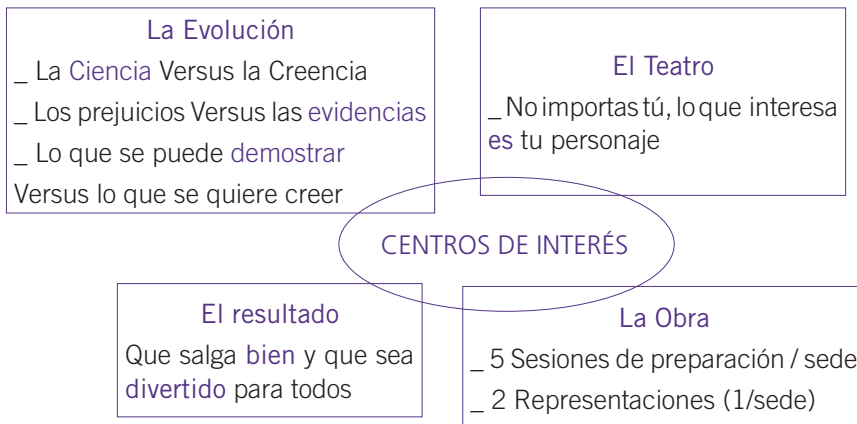 La Evolución
_ La Ciencia Versus la Creencia
_ Los prejuicios Versus las evidencias
_ Lo que se puede demostrar
Versus lo que se quiere creer
El Teatro
_ No importas tú, lo que interesa
es tu personaje
CENTROS DE INTERÉS
El resultado
Que salga bien y que sea
divertido para todos
La Obra
_ 5 Sesiones de preparación / sede
_ 2 Representaciones (1/sede)